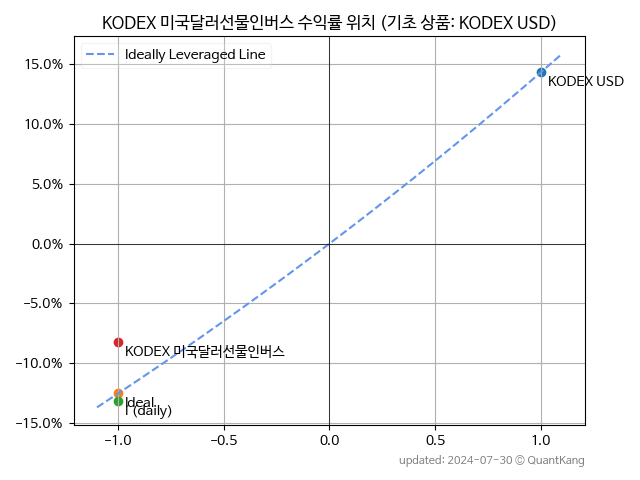 KODEX 미국달러선물인버스 수익률 위치 (기초 상품: KODEX USD)
Ideally Leveraged Line
15.0%
KODEX USD
10.0%
5.0%
0.0%
−5.0%
KODEX 미국달러선물인버스
−10.0%
Ideal
I (daily)
−15.0%
−1.0 −0.5 0.0 0.5 1.0
updated: 2024-07-30 © QuantKang